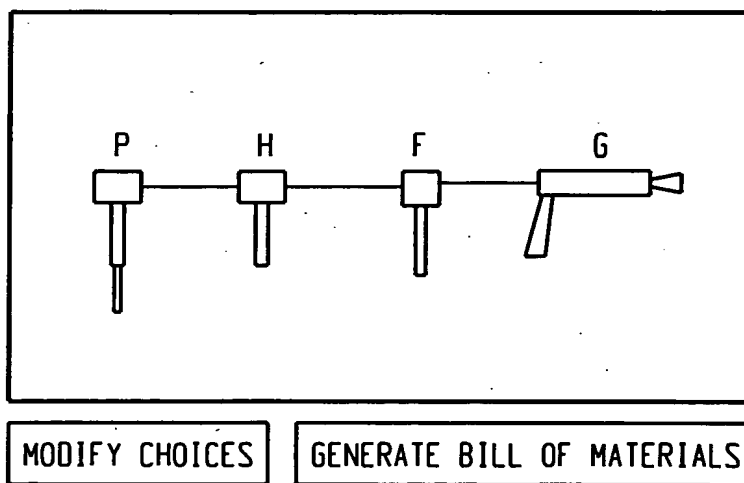 P H F G
MODIFY CHOICES GENERATE BILL OF MATERIALS